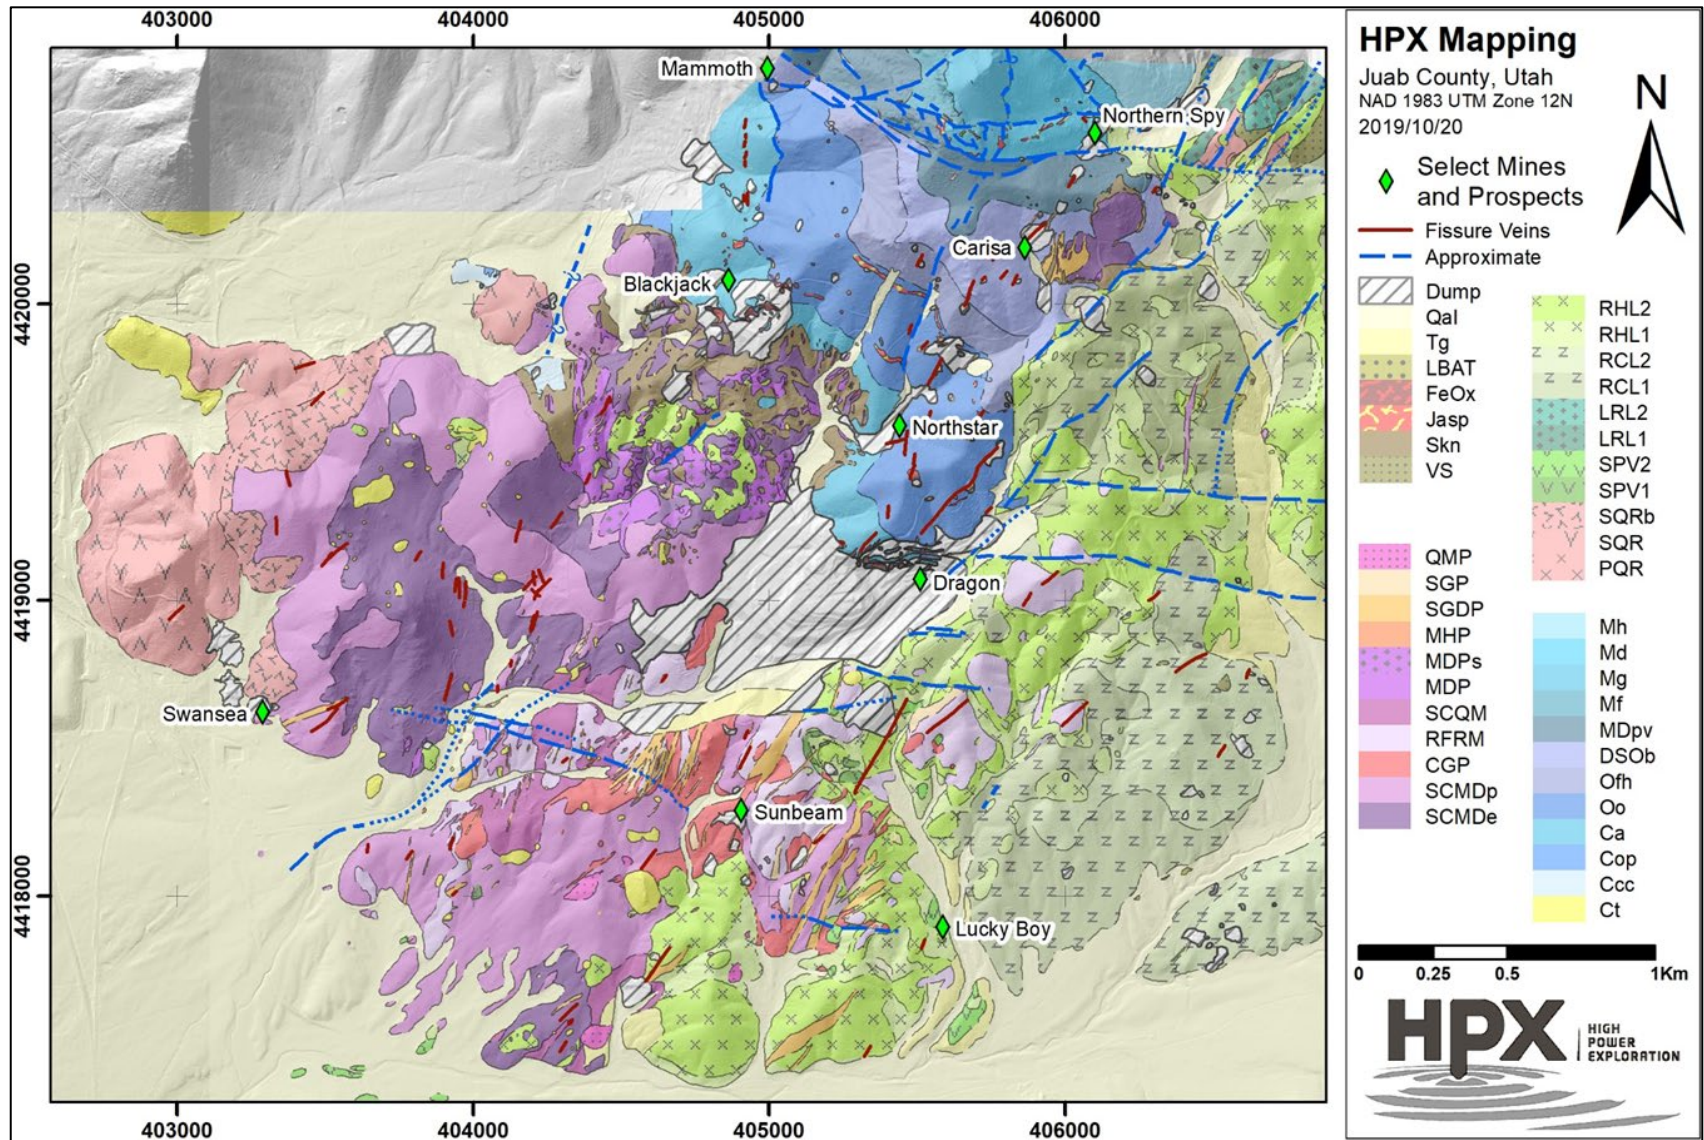 403000 404000 405000 406000
4420000
4419000
4418000
Mammoth
Northern Spy
Carisa
Blackjack
Northstar
Dragon
Swansea
Sunbeam
Lucky Boy
403000 404000 405000 406000
HPX Mapping
Juab County, Utah
NAD 1983 UTM Zone 12N
2019/10/20
N
Select Mines
and Prospects
Fissure Veins
Approximate
Dump
Qal
Tg
LBAT
FeOx
Jasp
Skn
VS
QMP
SGP
SGDP
MHP
MDPs
MDP
SCQM
RFRM
CGP
SCMDp
SCMDe
RHL2
RHL1
RCL2
RCL1
LRL2
LRL1
SPV2
SPV1
SQRb
SQR
PQR
Mh
Md
Mg
Mf
MDpv
DSOb
Ofh
Oo
Ca
Cop
Ccc
Ct
0 0.25 0.5 1Km
HPX
HIGH
POWER
EXPLORATION